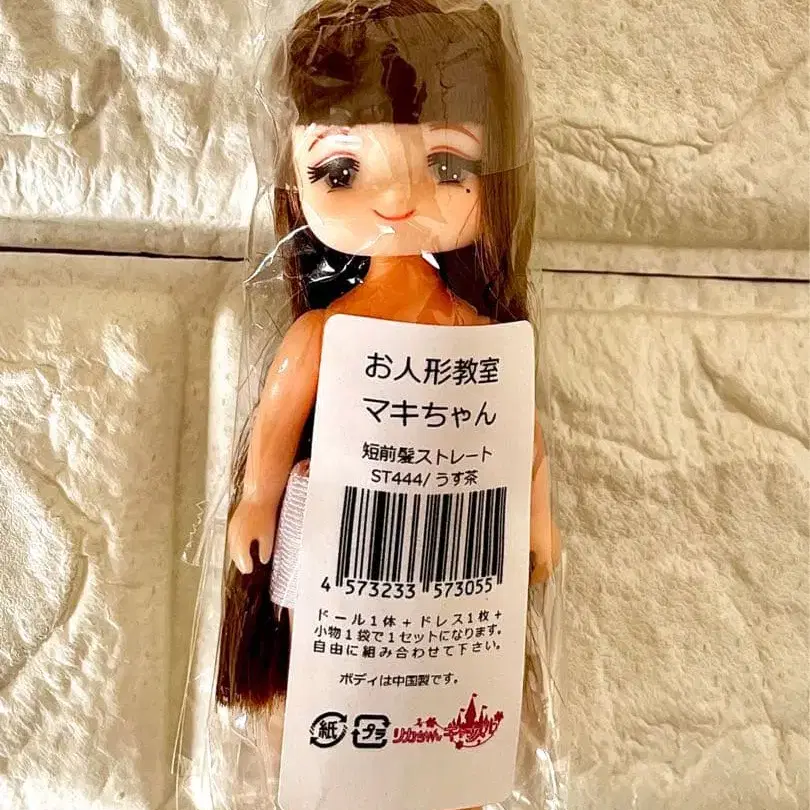 お人形教室
マキちゃん
短前髪ストレート
ST444/うす茶
4 573233 573055
ドール1体+ドレス1枚+
小物1袋で1セットになります。
自由に組み合わせて下さい。
ボディは中国製です。
紙 プラ リカちゃんキャッスル